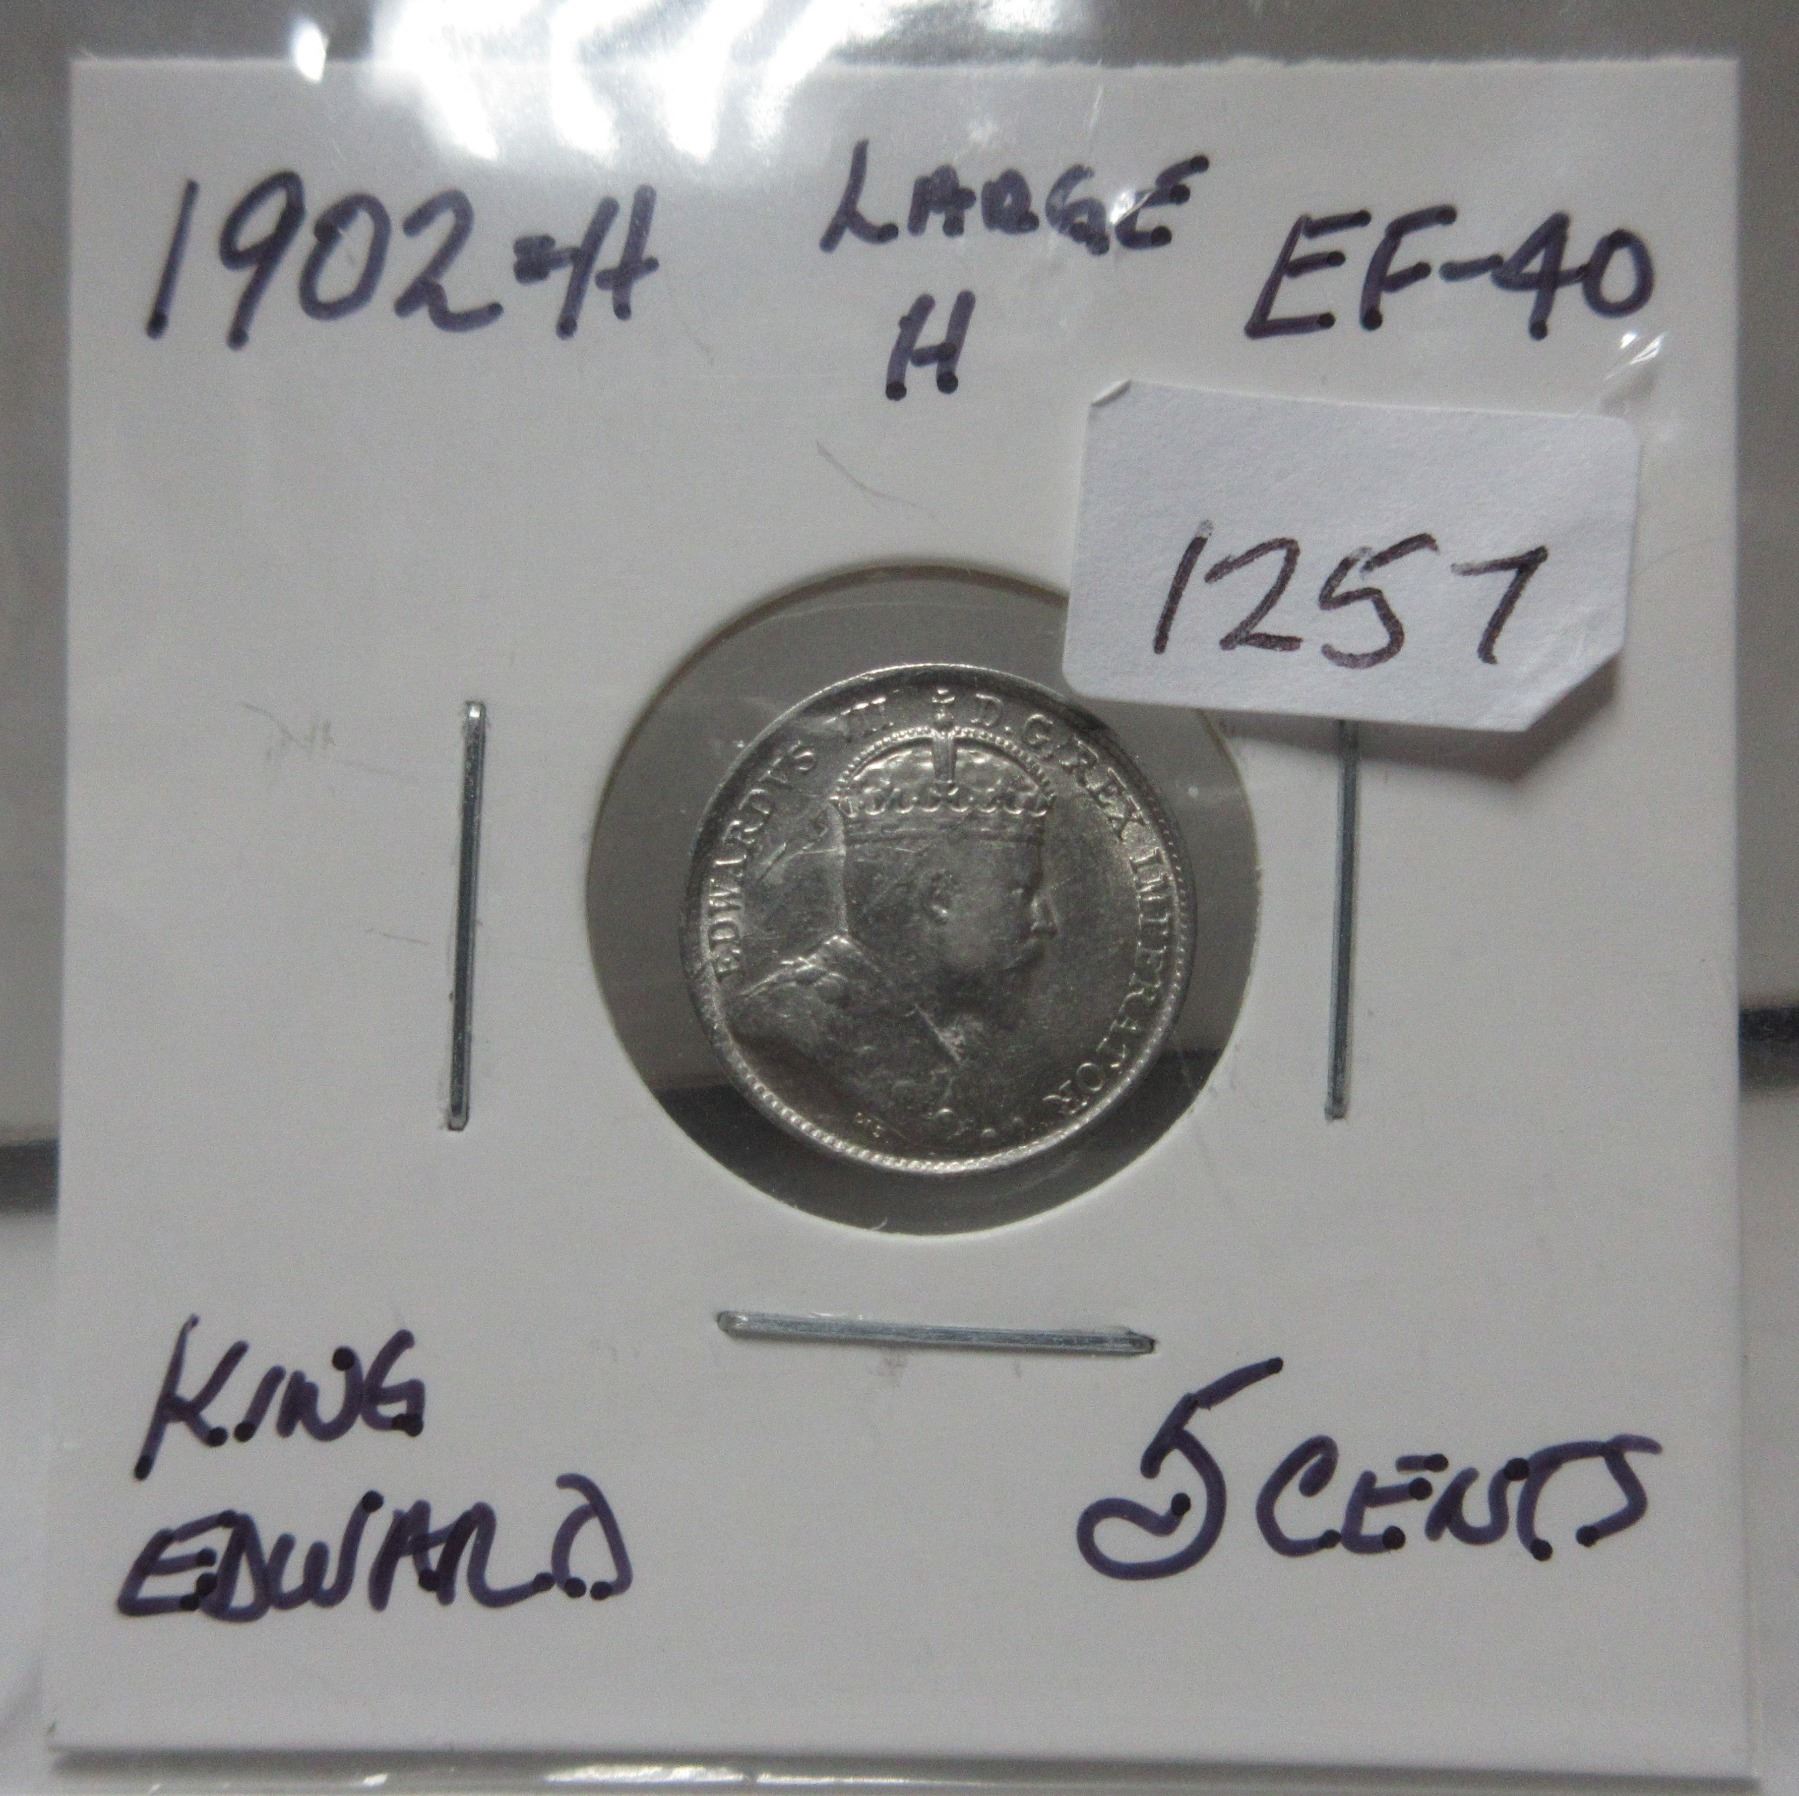 1902-H
LARGE
H
EF-40
1257
EDWARDVS VII D.G. REX IMPERATOR
KING
EDWARD
5 CENTS